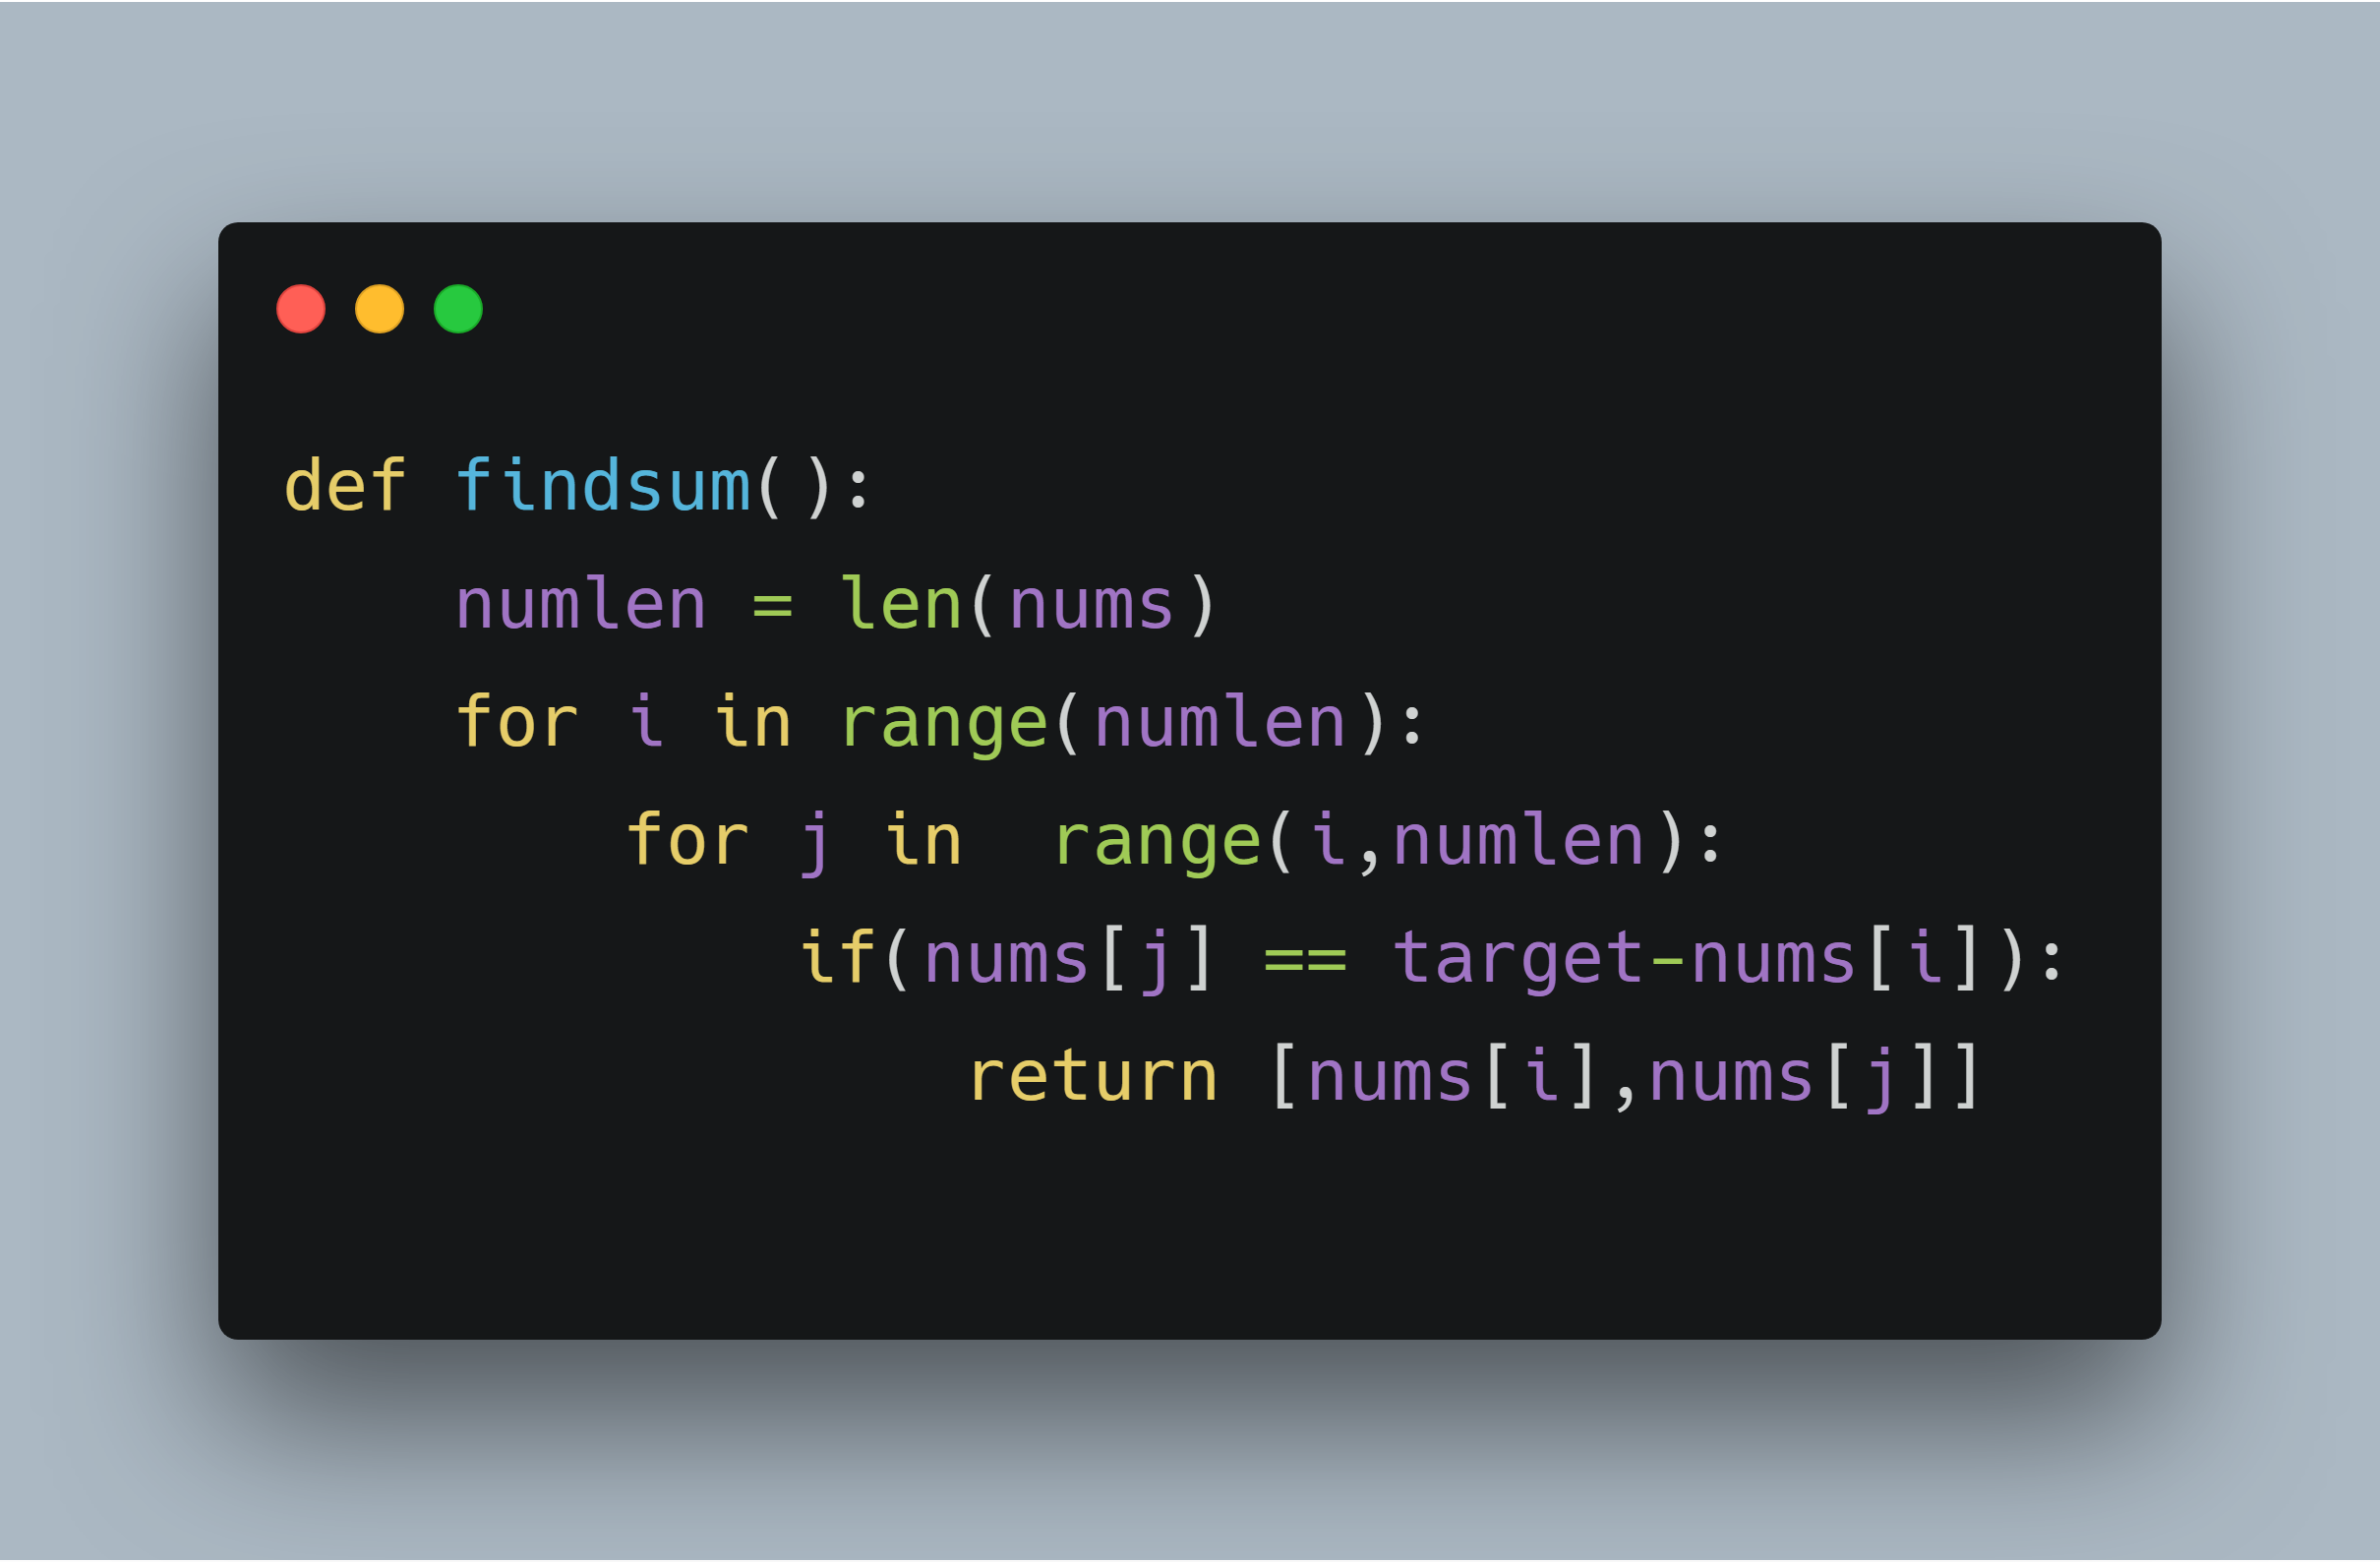 def findsum():
    numlen = len(nums)
    for i in range(numlen):
        for j in  range(i,numlen):
            if(nums[j] == target-nums[i]):
                return [nums[i],nums[j]]